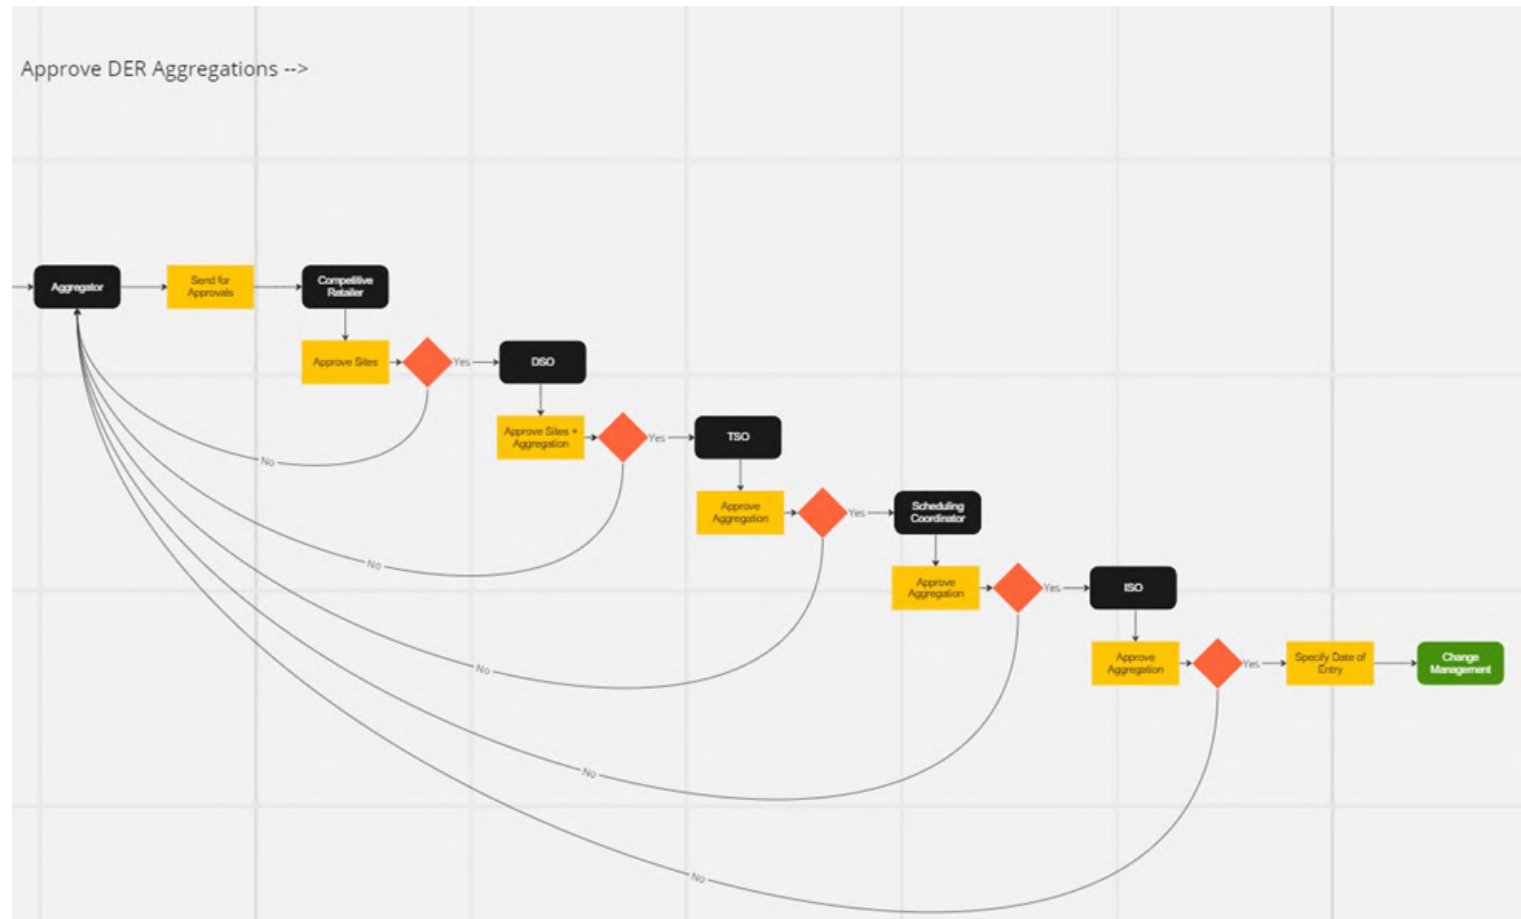 Approve DER Aggregations -->
Aggregator
Send for
Approvals
Competitive
Retailer
Approve Sites
Yes
DSO
No
Approve Sites +
Aggregation
Yes
TSO
No
Approve
Aggregation
Yes
Scheduling
Coordinator
No
Approve
Aggregation
Yes
ISO
No
Approve
Aggregation
Yes
Specify Date of
Entry
Change
Management
No